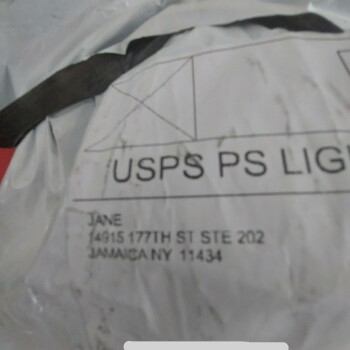 USPS PS LIG
JANE
14915 177TH ST STE 202
JAMAICA NY 11434